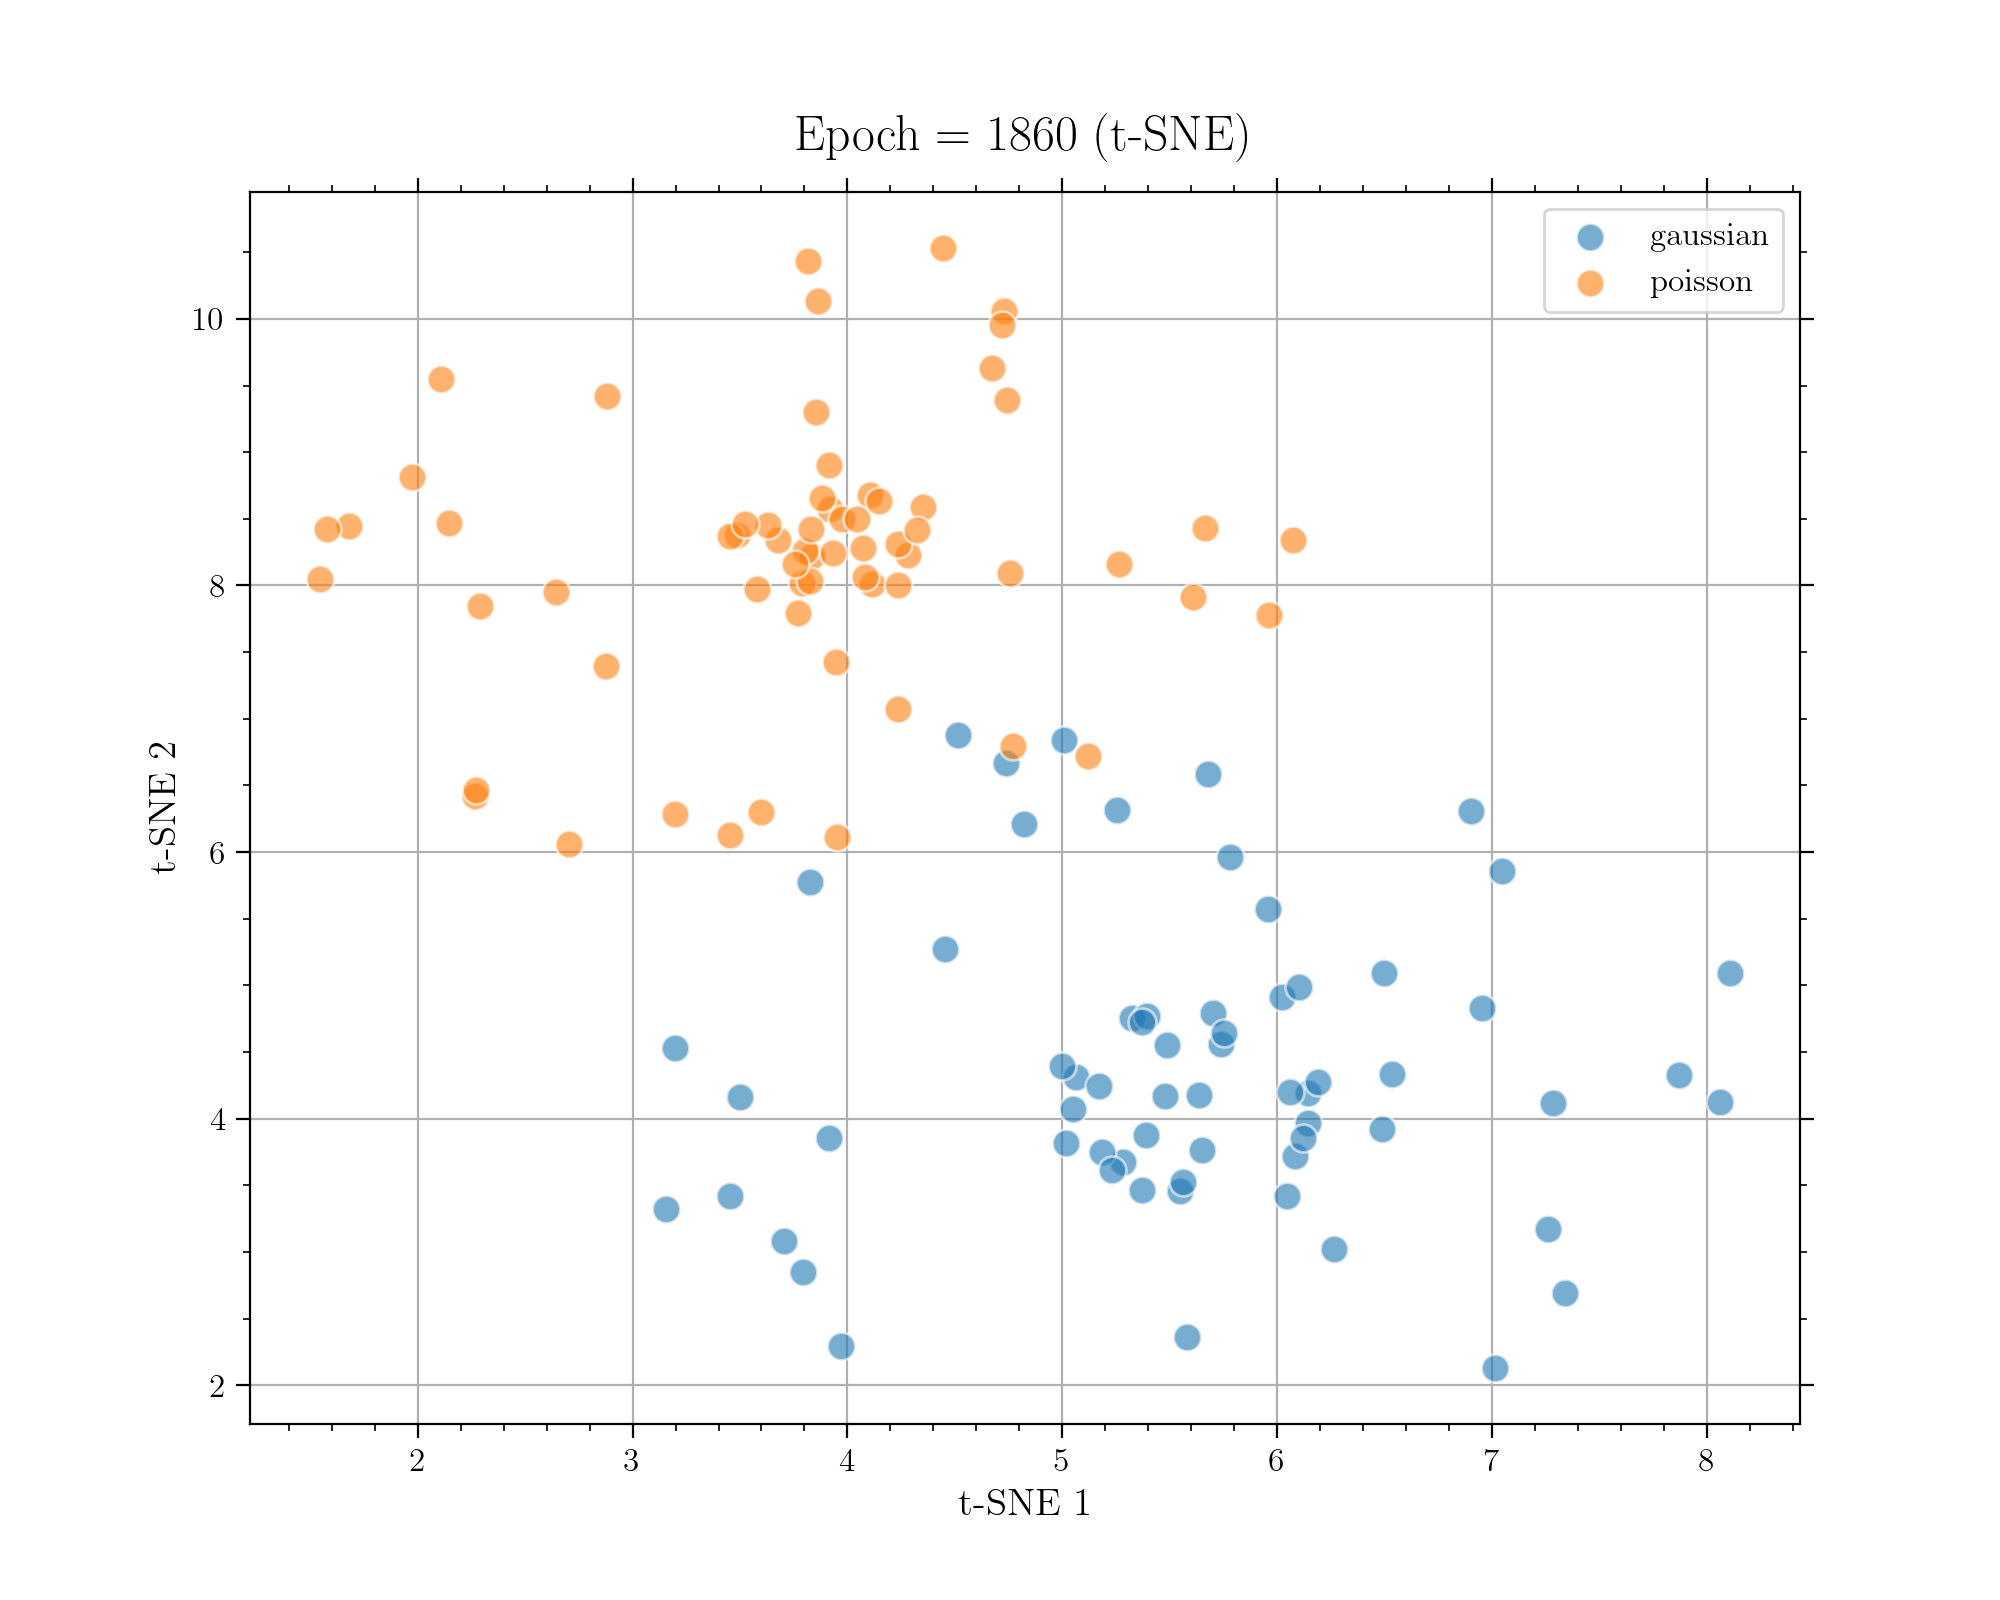 Epoch = 1860 (t-SNE)
gaussian
poisson
10
8
6
4
2
t-SNE 2
2 3 4 5 6 7 8
t-SNE 1